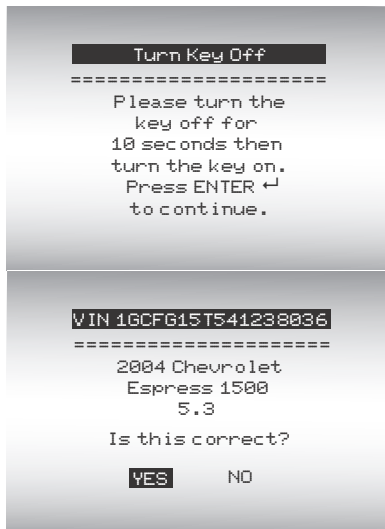 Turn Key Off
=====================
Please turn the
key off for
10 seconds then
turn the key on.
Press ENTER ↵
to continue.
VIN 1GCFG15T541238036
=====================
2004 Chevrolet
Espress 1500
5.3
Is this correct?
YES NO